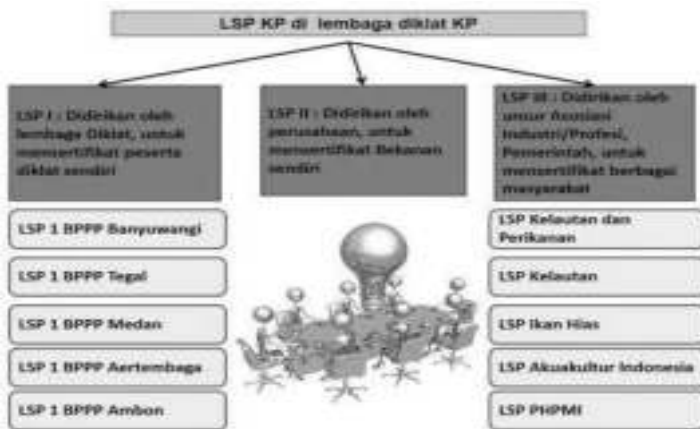 LSP KP di lembaga diklat KP
LSP I : Didirikan oleh
lembaga Diklat, untuk
mensertifikat peserta
diklat sendiri
LSP II : Didirikan oleh
perusahaan, untuk
mensertifikat Rekanan
sendiri
LSP III : Didirikan oleh
unsur Asosiasi
Industri/Profesi,
Pemerintah, untuk
mensertifikat berbagai
masyarakat
LSP 1 BPPP Banyuwangi
LSP 1 BPPP Tegal
LSP 1 BPPP Medan
LSP 1 BPPP Aertembaga
LSP 1 BPPP Ambon
LSP Kelautan dan
Perikanan
LSP Kelautan
LSP Ikan Hias
LSP Akuakultur Indonesia
LSP PHPMI